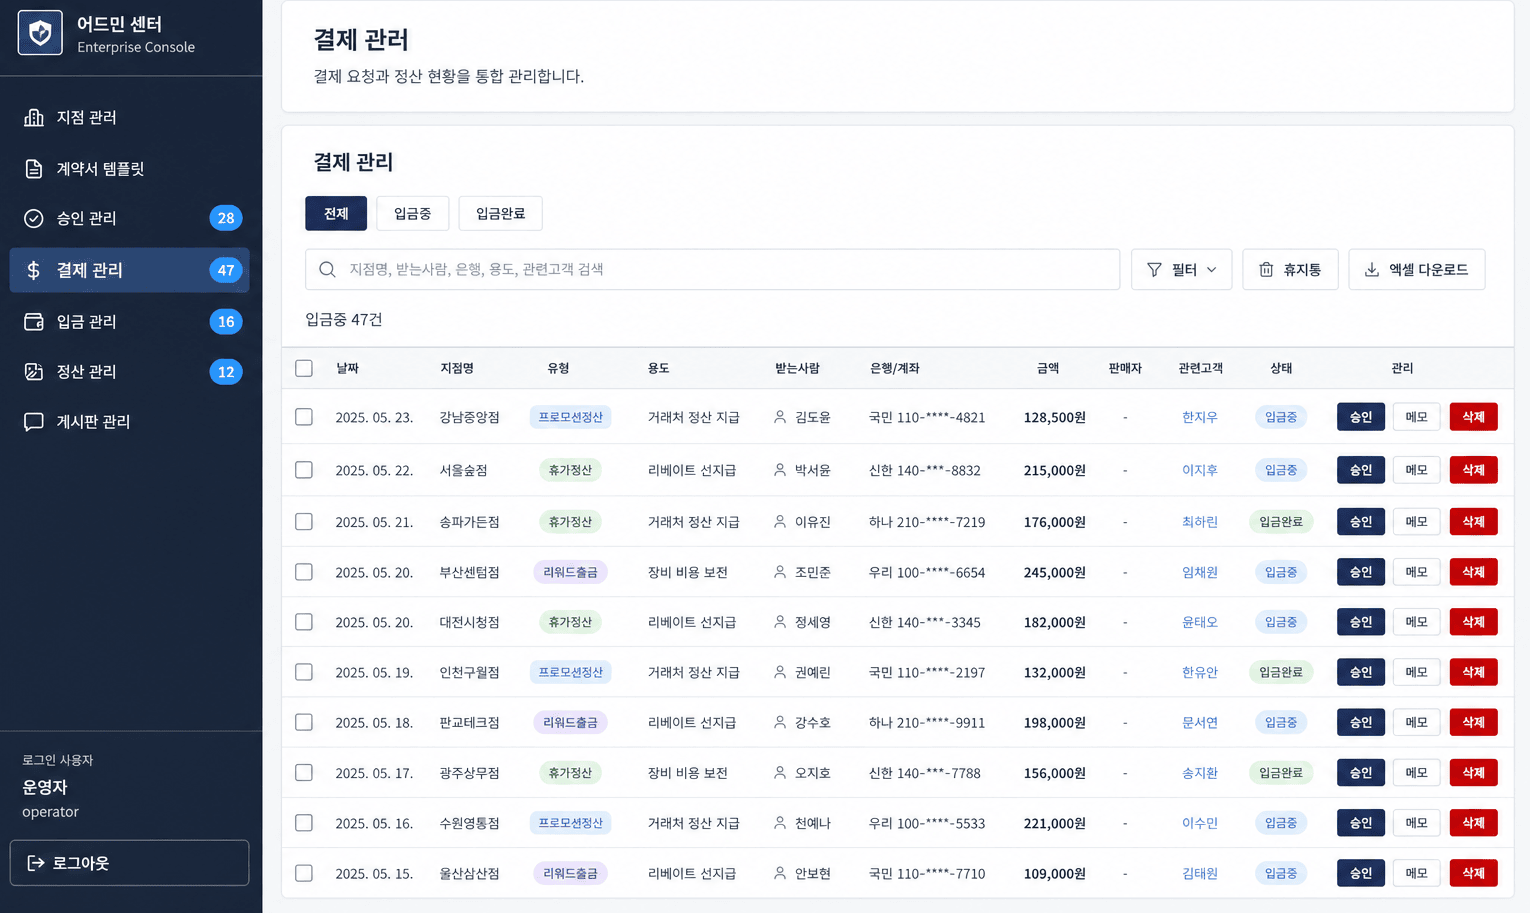 어드민 센터
Enterprise Console
지점 관러
계약서 템플릿
승인 관리 28
결제 관리 47
입금 관리 16
정산 관리 12
게시판 관리
로그인 사용자
운영자
operator
로그아웃
결제 관러
결제 요청과 정산 현황을 통합 관리합니다.
결제 관리
전제 입금중 입금완료
지점명, 받는사람, 은행, 용도, 관련고객 검색 필터 휴지통 엑셀 다운로드
입금중 47건
날짜 지점명 유형 용도 받는사람 은행/계좌 금액 판매자 관련고객 상태 관리
2025. 05. 23. 강남중앙점 프로모션정산 거래처 정산 지급 김도윤 국민 110-****-4821 128,500원 - 한지우 입금중 승인 메모 삭제
2025. 05. 22. 서을숲점 휴가정산 리베이트 선지급 박서윤 신한 140-***-8832 215,000원 - 이지후 입금중 승인 메모 삭제
2025. 05. 21. 송파가든점 휴가정산 거래처 정산 지급 이유진 하나 210-****-7219 176,000원 - 최하린 입금완료 승인 메모 삭제
2025. 05. 20. 부산센텀점 리워드출금 장비 비용 보전 조민준 우리 100-****-6654 245,000원 - 임채원 입금중 승인 메모 삭제
2025. 05. 20. 대전시청점 휴가정산 리베이트 선지급 정세영 신한 140-***-3345 182,000원 - 윤태오 입금중 승인 메모 삭제
2025. 05. 19. 인천구월점 프로모션정산 거래처 정산 지급 권예린 국민 110-****-2197 132,000원 - 한유안 입금완료 승인 메모 삭제
2025. 05. 18. 판교테크점 리워드출금 리베이트 선지급 강수호 하나 210-****-9911 198,000원 - 문서연 입금중 승인 메모 삭제
2025. 05. 17. 광주상무점 휴가정산 장비 비용 보전 오지호 신한 140-***-7788 156,000원 - 송지환 입금완료 승인 메모 삭제
2025. 05. 16. 수원영통점 프로모션정산 거래처 정산 지급 천예나 우리 100-****-5533 221,000원 - 이수민 입금중 승인 메모 삭제
2025. 05. 15. 울산삼산점 리워드출금 리베이트 선지급 안보현 국민 110-****-7710 109,000원 - 김태원 입금중 승인 메모 삭제